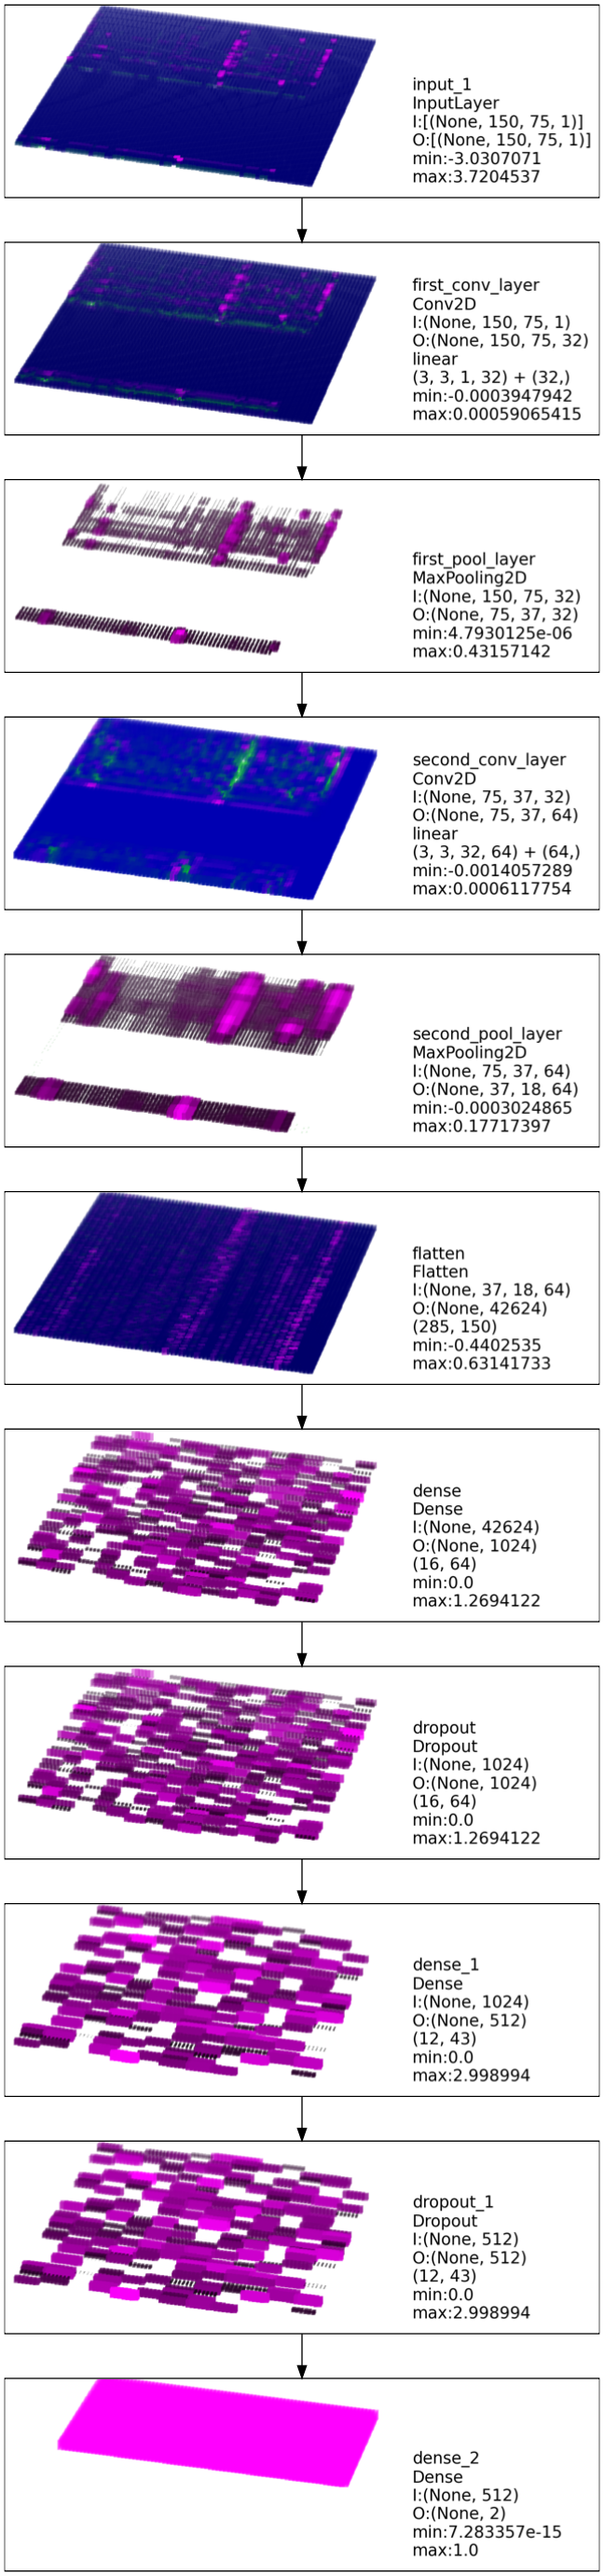 input_1
InputLayer
I:[(None, 150, 75, 1)]
O:[(None, 150, 75, 1)]
min:-3.0307071
max:3.7204537
first_conv_layer
Conv2D
I:(None, 150, 75, 1)
O:(None, 150, 75, 32)
linear
(3, 3, 1, 32) + (32,)
min:-0.0003947942
max:0.00059065415
first_pool_layer
MaxPooling2D
I:(None, 150, 75, 32)
O:(None, 75, 37, 32)
min:4.7930125e-06
max:0.43157142
second_conv_layer
Conv2D
I:(None, 75, 37, 32)
O:(None, 75, 37, 64)
linear
(3, 3, 32, 64) + (64,)
min:-0.0014057289
max:0.0006117754
second_pool_layer
MaxPooling2D
I:(None, 75, 37, 64)
O:(None, 37, 18, 64)
min:-0.0003024865
max:0.17717397
flatten
Flatten
I:(None, 37, 18, 64)
O:(None, 42624)
(285, 150)
min:-0.4402535
max:0.63141733
dense
Dense
I:(None, 42624)
O:(None, 1024)
(16, 64)
min:0.0
max:1.2694122
dropout
Dropout
I:(None, 1024)
O:(None, 1024)
(16, 64)
min:0.0
max:1.2694122
dense_1
Dense
I:(None, 1024)
O:(None, 512)
(12, 43)
min:0.0
max:2.998994
dropout_1
Dropout
I:(None, 512)
O:(None, 512)
(12, 43)
min:0.0
max:2.998994
dense_2
Dense
I:(None, 512)
O:(None, 2)
min:7.283357e-15
max:1.0